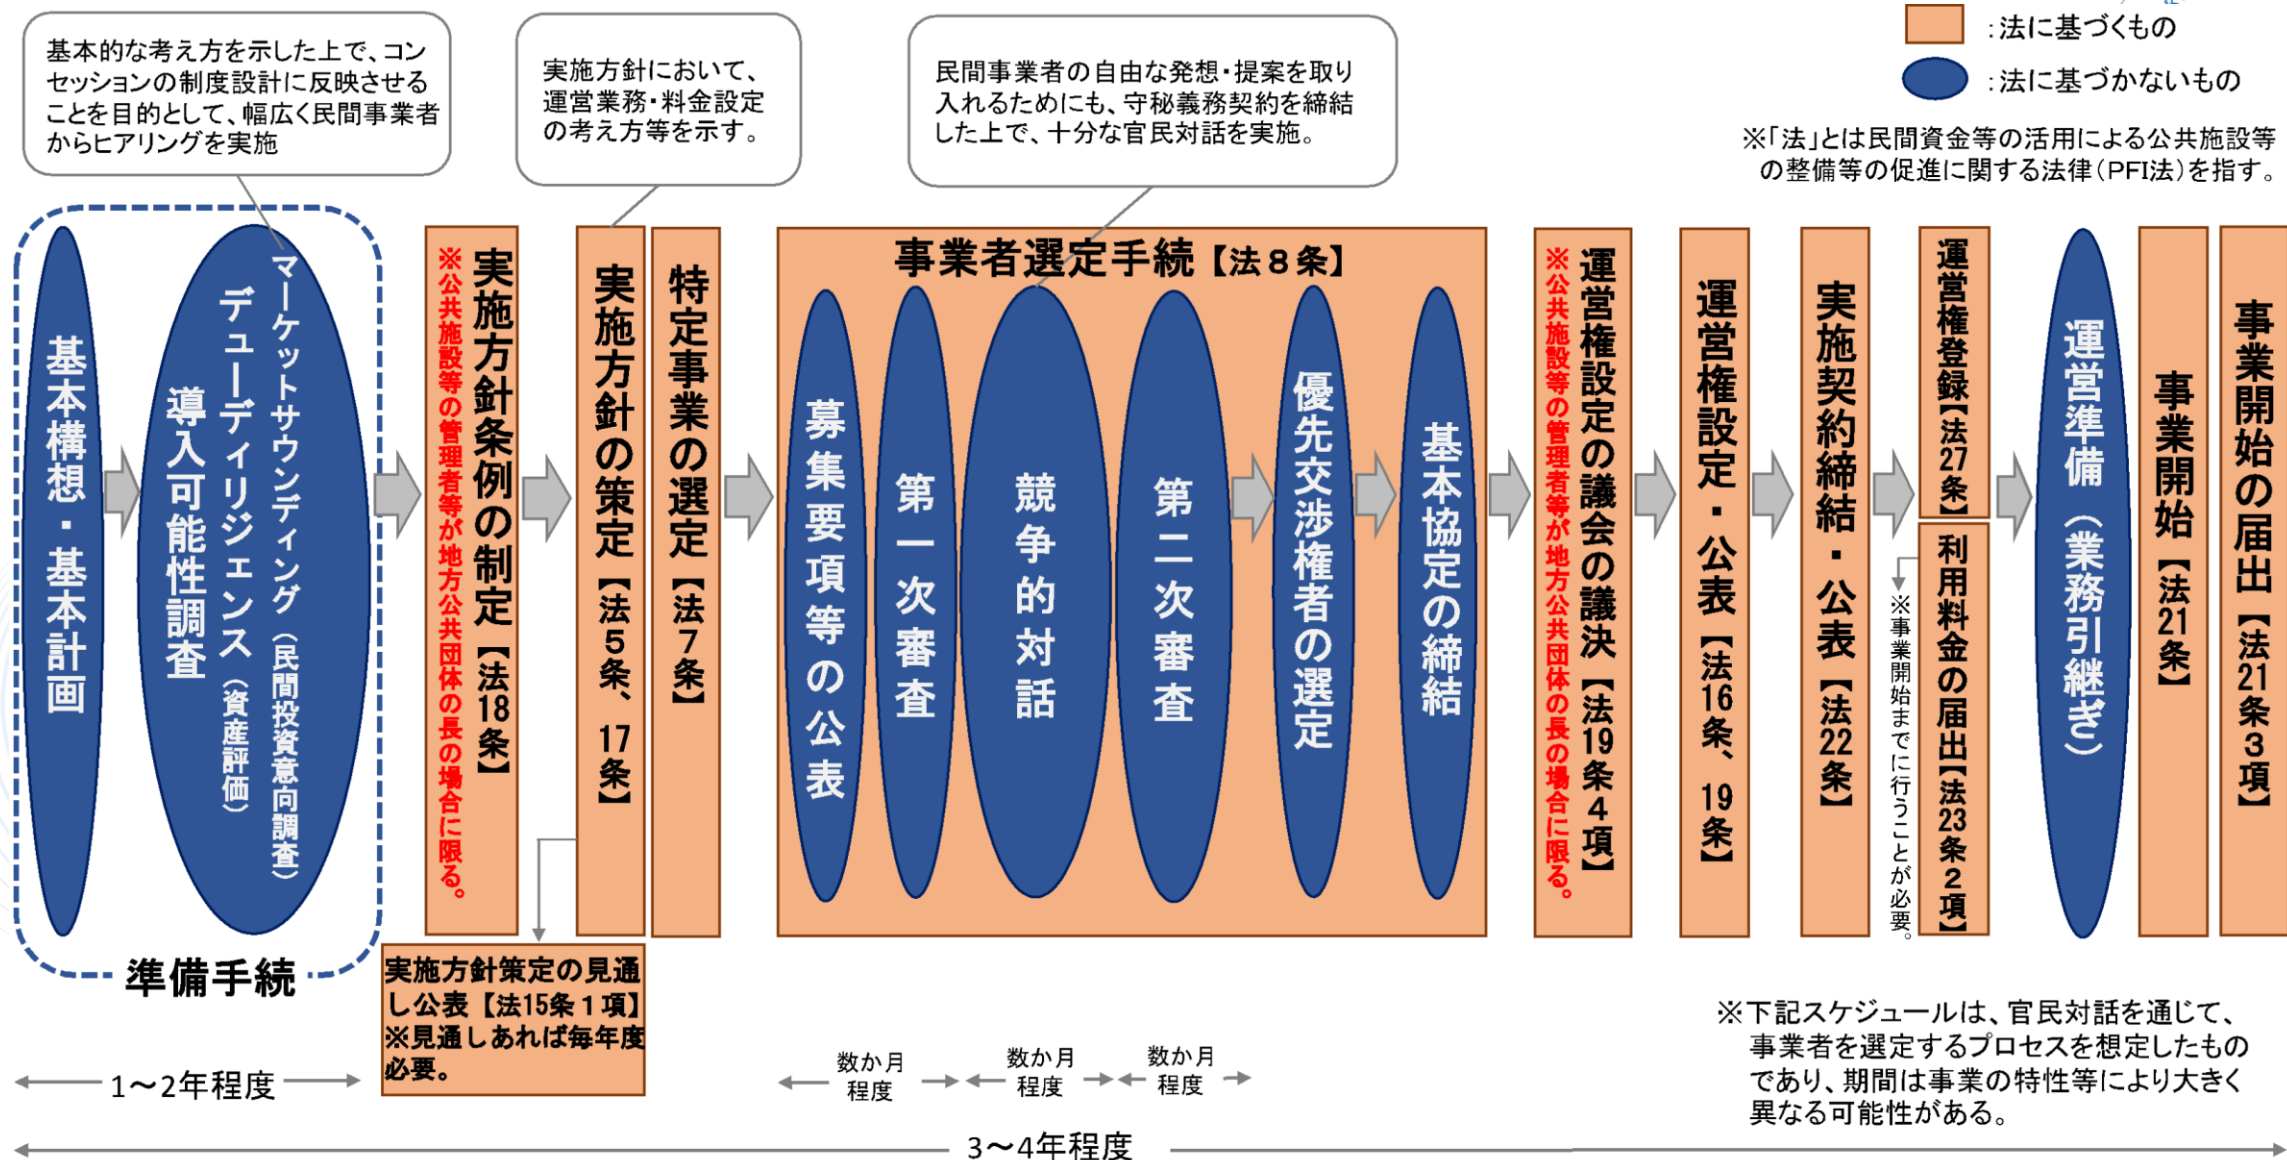 基本的な考え方を示した上で、コン
セッションの制度設計に反映させる
ことを目的として、幅広く民間事業者
からヒアリングを実施
実施方針において、
運営業務・料金設定
の考え方等を示す。
民間事業者の自由な発想・提案を取り
入れるためにも、守秘義務契約を締結
した上で、十分な官民対話を実施。
:法に基づくもの
:法に基づかないもの
※「法」とは民間資金等の活用による公共施設等
の整備等の促進に関する法律(PFI法)を指す。
基本構想・基本計画
マーケットサウンディング(民間投資意向調査)
デューディリジェンス(資産評価)
導入可能性調査
準備手続
実施方針条例の制定【法18条】
※公共施設等の管理者等が地方公共団体の長の場合に限る。
実施方針の策定【法5条、17条】
特定事業の選定【法7条】
実施方針策定の見通
し公表【法15条1項】
※見通しあれば毎年度
必要。
事業者選定手続【法8条】
募集要項等の公表
第一次審査
競争的対話
第二次審査
優先交渉権者の選定
基本協定の締結
運営権設定の議会の議決【法19条4項】
※公共施設等の管理者等が地方公共団体の長の場合に限る。
運営権設定・公表【法16条、19条】
実施契約締結・公表【法22条】
運営権登録【法27条】
利用料金の届出【法23条2項】
※事業開始までに行うことが必要。
運営準備(業務引継ぎ)
事業開始【法21条】
事業開始の届出【法21条3項】
※下記スケジュールは、官民対話を通じて、
事業者を選定するプロセスを想定したもの
であり、期間は事業の特性等により大きく
異なる可能性がある。
1~2年程度
数か月
程度
数か月
程度
数か月
程度
3~4年程度